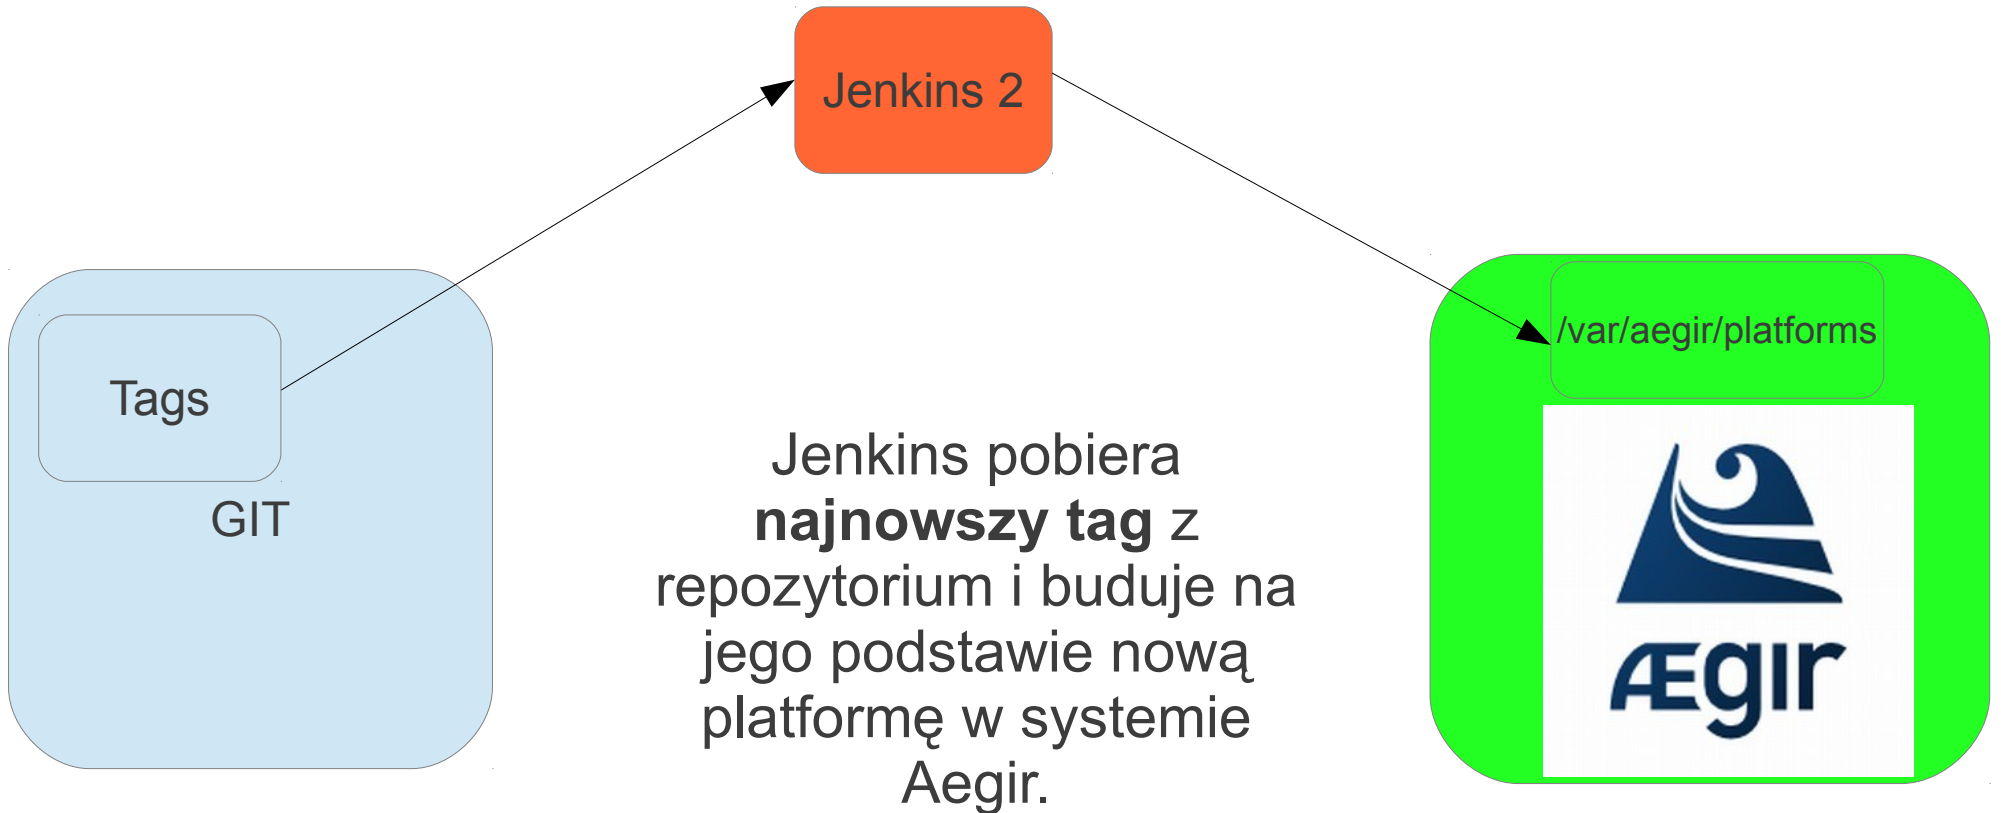 Jenkins 2
Tags
GIT
/var/aegir/platforms
ÆGIR
Jenkins pobiera
najnowszy tag z
repozytorium i buduje na
jego podstawie nową
platformę w systemie
Aegir.